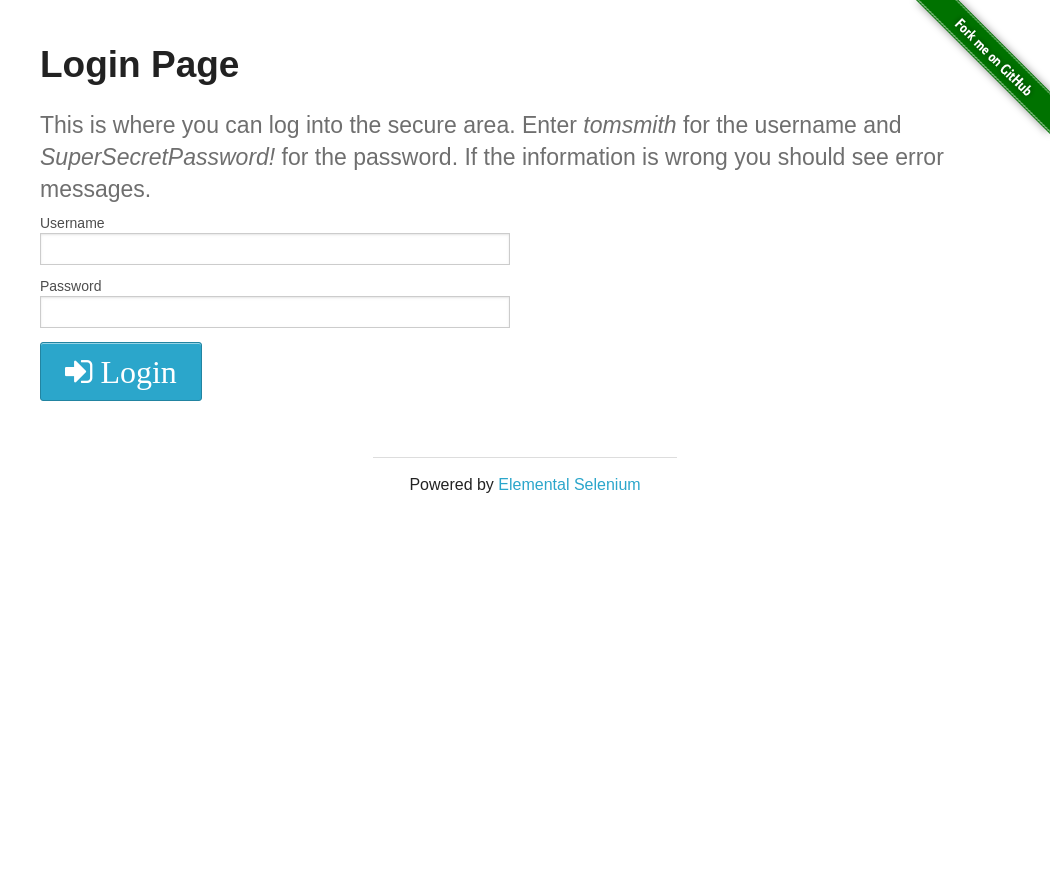 Fork me on GitHub
Login Page
This is where you can log into the secure area. Enter tomsmith for the username and
SuperSecretPassword! for the password. If the information is wrong you should see error
messages.
Username
Password
Login
Powered by Elemental Selenium